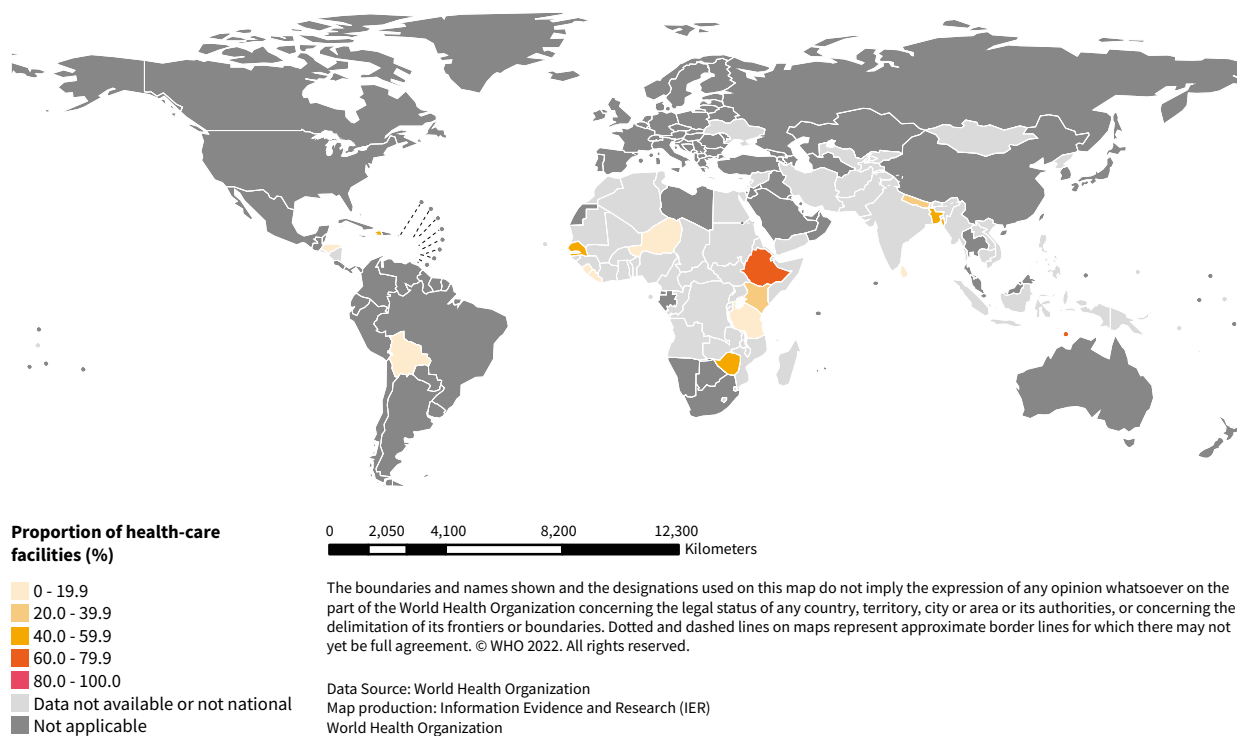 Proportion of health-care
facilities (%)
0 - 19.9
20.0 - 39.9
40.0 - 59.9
60.0 - 79.9
80.0 - 100.0
Data not available or not national
Not applicable
0 2,050 4,100 8,200 12,300
Kilometers
The boundaries and names shown and the designations used on this map do not imply the expression of any opinion whatsoever on the
part of the World Health Organization concerning the legal status of any country, territory, city or area or its authorities, or concerning the
delimitation of its frontiers or boundaries. Dotted and dashed lines on maps represent approximate border lines for which there may not
yet be full agreement. © WHO 2022. All rights reserved.
Data Source: World Health Organization
Map production: Information Evidence and Research (IER)
World Health Organization